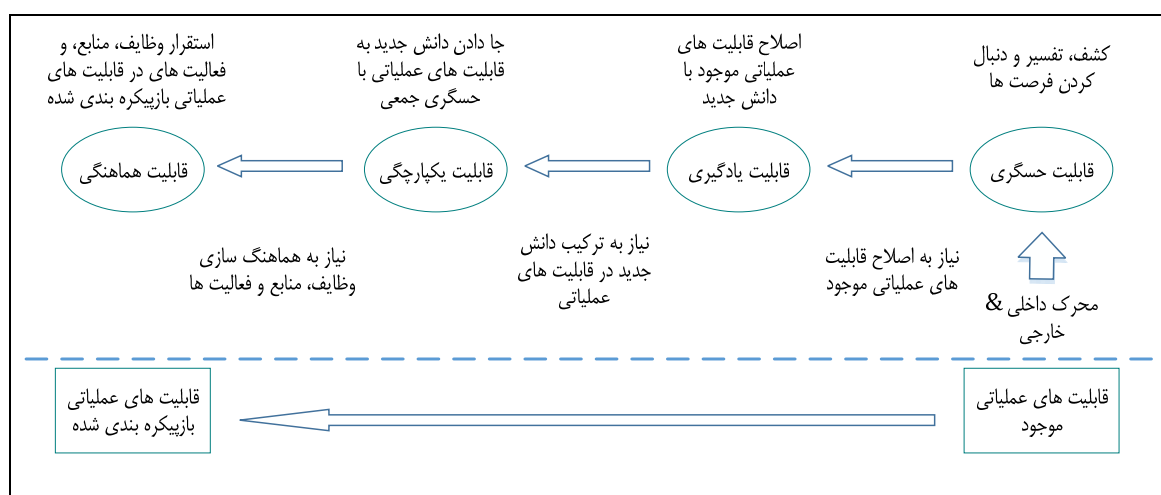 کشف، تفسیر و دنبال
کردن فرصت ها
اصلاح قابلیت های
عملیاتی موجود با
دانش جدید
جا دادن دانش جدید به
قابلیت های عملیاتی با
حسگری جمعی
استقرار وظایف، منابع، و
فعالیت های در قابلیت های
عملیاتی بازپیکره بندی شده
قابلیت حسگری
قابلیت یادگیری
قابلیت یکپارچگی
قابلیت هماهنگی
نیاز به اصلاح قابلیت
های عملیاتی موجود
نیاز به ترکیب دانش
جدید در قابلیت های
عملیاتی
نیاز به هماهنگ سازی
وظایف، منابع و فعالیت ها
محرک داخلی &
خارجی
قابلیت های عملیاتی
موجود
قابلیت های عملیاتی
بازپیکره بندی شده